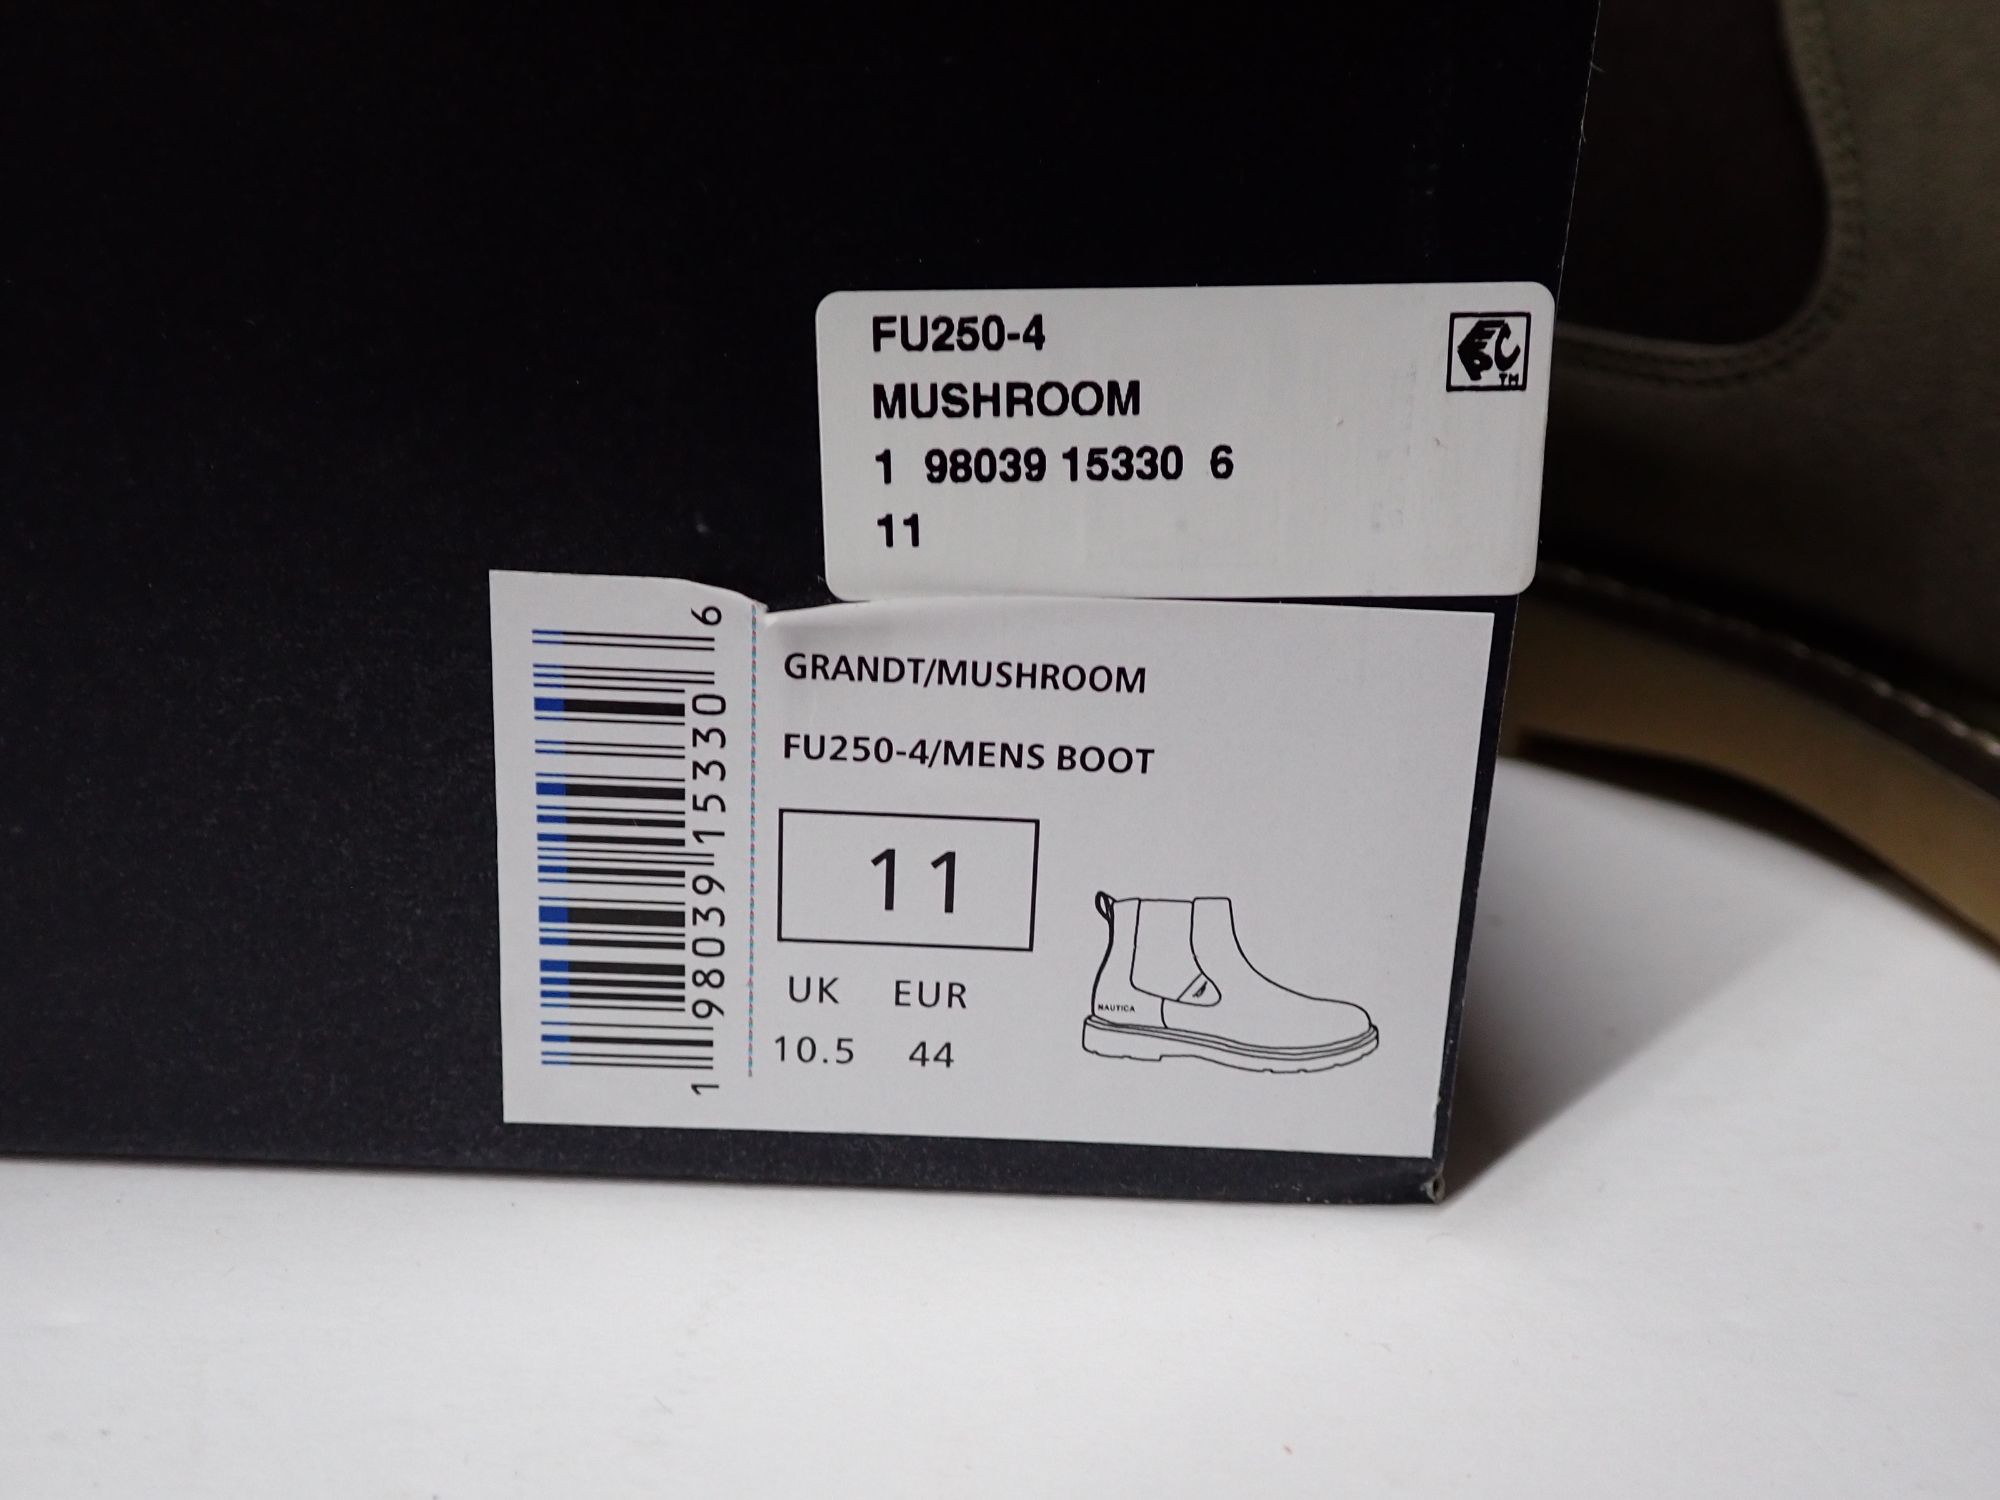 FU250-4
MUSHROOM
1 98039 15330 6
11
GRANDT/MUSHROOM
FU250-4/MENS BOOT
11
UK EUR
10.5 44
NAUTICA
1 98039 15330 6